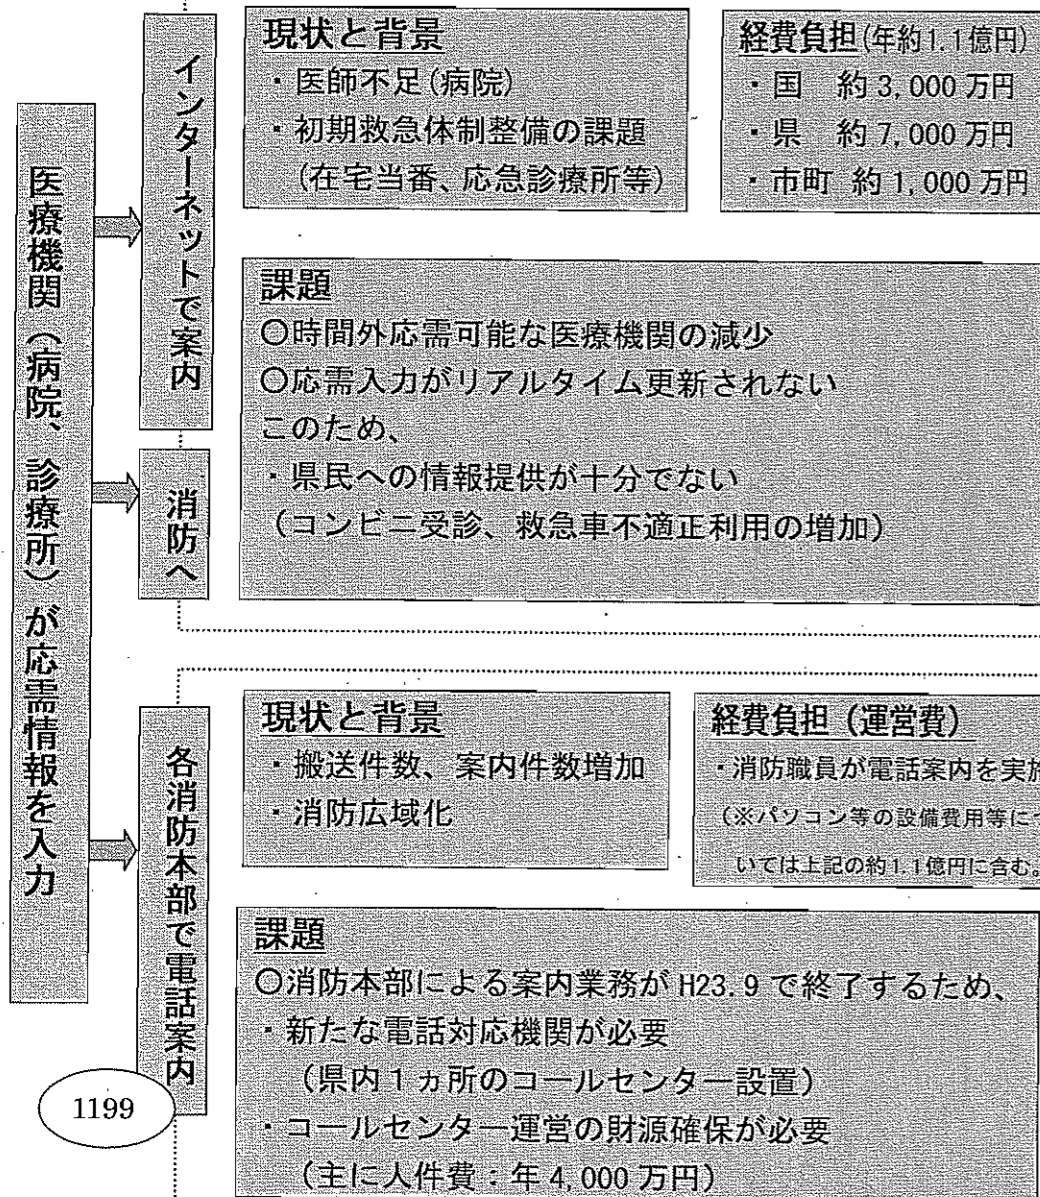 医療機関（病院、診療所）が応需情報を入力
インターネットで案内
現状と背景
・医師不足(病院)
・初期救急体制整備の課題
(在宅当番、応急診療所等)
経費負担(年約1.1億円)
・国　約3,000万円
・県　約7,000万円
・市町 約1,000万円
課題
〇時間外応需可能な医療機関の減少
〇応需入力がリアルタイム更新されない
このため、
・県民への情報提供が十分でない
(コンビニ受診、救急車不適正利用の増加)
消防へ
各消防本部で電話案内
現状と背景
・搬送件数、案内件数増加
・消防広域化
経費負担（運営費）
・消防職員が電話案内を実施
(※パソコン等の設備費用等につ
いては上記の約1.1億円に含む。
課題
〇消防本部による案内業務がH23.9で終了するため、
・新たな電話対応機関が必要
（県内1ヵ所のコールセンター設置）
・コールセンター運営の財源確保が必要
（主に人件費：年4,000万円）
1199